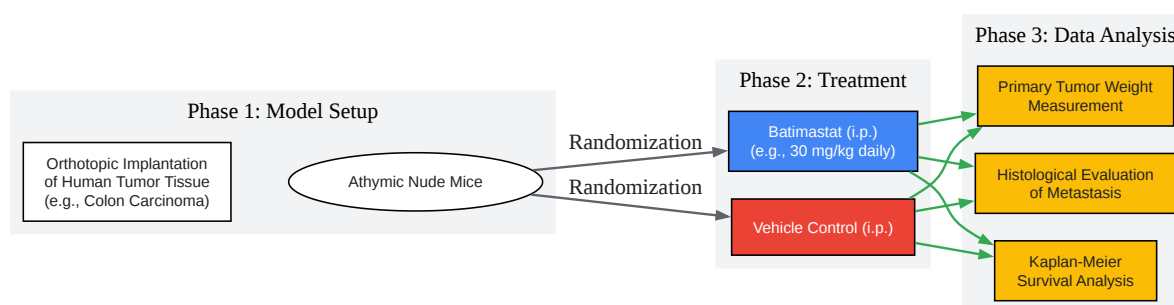 Phase 1: Model Setup
Orthotopic Implantation
of Human Tumor Tissue
(e.g., Colon Carcinoma)
Athymic Nude Mice
Randomization
Randomization
Phase 2: Treatment
Batimastat (i.p.)
(e.g., 30 mg/kg daily)
Vehicle Control (i.p.)
Phase 3: Data Analysis
Primary Tumor Weight
Measurement
Histological Evaluation
of Metastasis
Kaplan-Meier
Survival Analysis